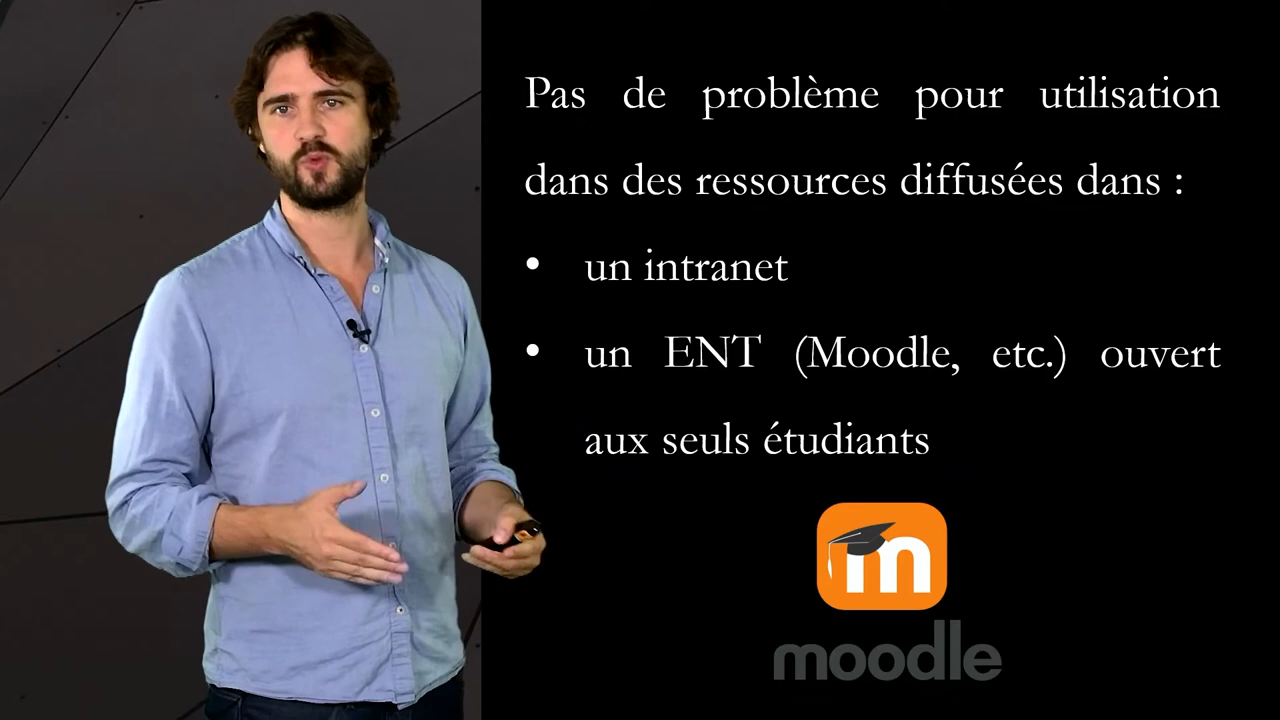 Pas de problème pour utilisation
dans des ressources diffusées dans :
• un intranet
• un ENT (Moodle, etc.) ouvert
aux seuls étudiants
m
moodle